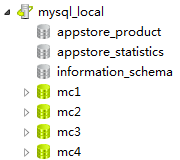 mysql_local
appstore_product
appstore_statistics
information_schema
mc1
mc2
mc3
mc4